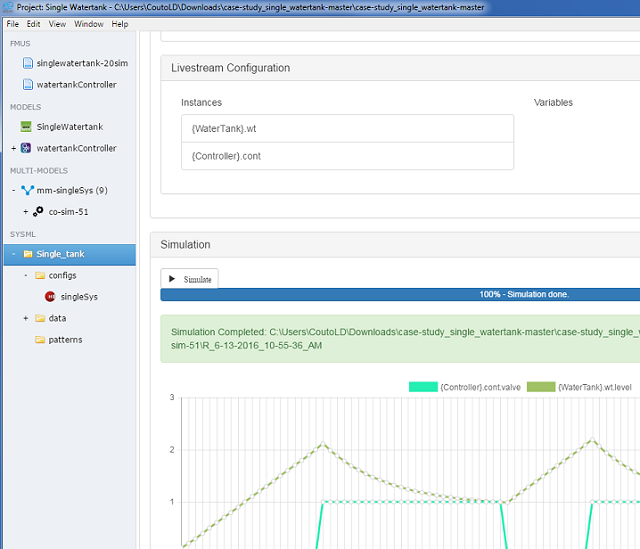 Project: Single Watertank - C:\Users\CoutoLD\Downloads\case-study_single_watertank-master\case-study_single_watertank-master
File Edit View Window Help
FMUS
singlewatertank-20sim
watertankController
MODELS
SingleWatertank
+ watertankController
MULTI-MODELS
- mm-singleSys (9)
+ co-sim-51
SYSML
- Single_tank
- configs
singleSys
+ data
patterns
Livestream Configuration
Instances Variables
{WaterTank}.wt
{Controller}.cont
Simulation
Simulate
100% - Simulation done.
Simulation Completed: C:\Users\CoutoLD\Downloads\case-study_single_watertank-master\case-study_single_w
sim-51\R_6-13-2016_10-55-36_AM
{Controller}.cont.valve {WaterTank}.wt.level
3
2
1